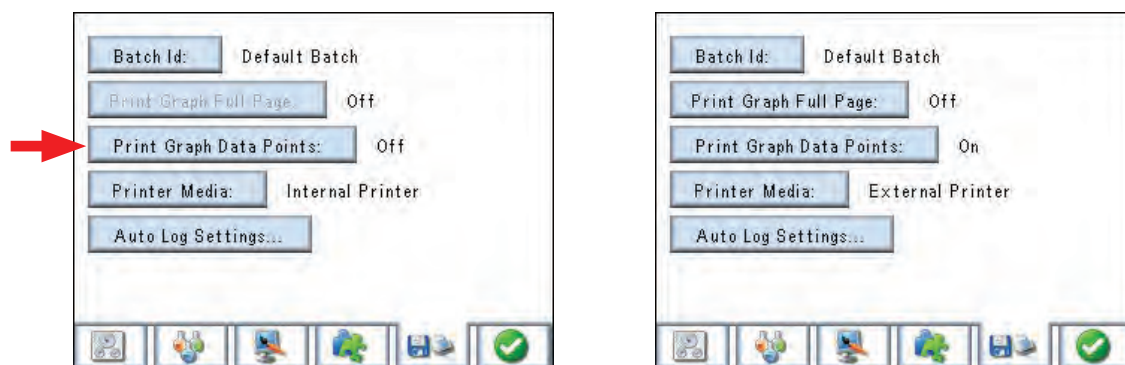 Batch Id: Default Batch
Print Graph Full Page: Off
Print Graph Data Points: Off
Printer Media: Internal Printer
Auto Log Settings...
Batch Id: Default Batch
Print Graph Full Page: Off
Print Graph Data Points: On
Printer Media: External Printer
Auto Log Settings...